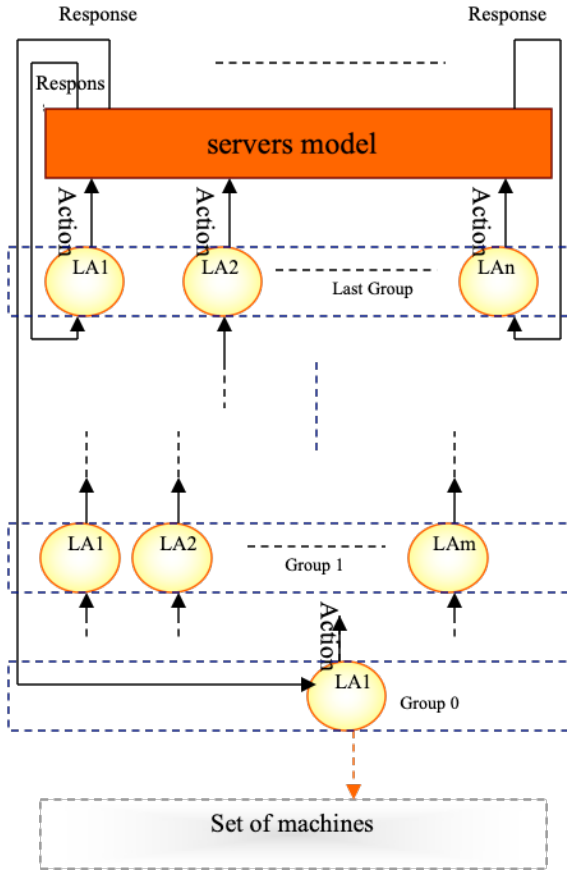 Response
Response
Respons
servers model
Action
Action
Action
LA1
LA2
LAn
Last Group
LA1
LA2
LAm
Group 1
Action
LA1
Group 0
Set of machines